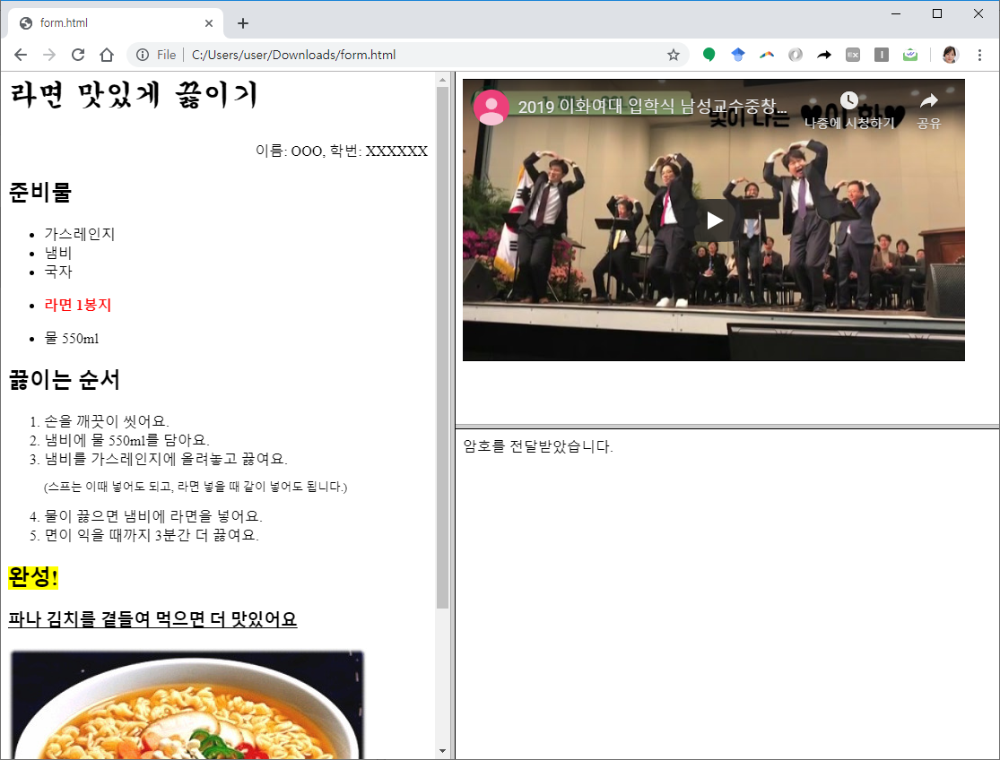 form.html
File
C:/Users/user/Downloads/form.html
라면 맛있게 끓이기
이름: OOO, 학번: XXXXXX
준비물
가스레인지
냄비
국자
라면 1봉지
물 550ml
끓이는 순서
1. 손을 깨끗이 씻어요.
2. 냄비에 물 550ml를 담아요.
3. 냄비를 가스레인지에 올려놓고 끓여요.
(스프는 이때 넣어도 되고, 라면 넣을 때 같이 넣어도 됩니다.)
4. 물이 끓으면 냄비에 라면을 넣어요.
5. 면이 익을 때까지 3분간 더 끓여요.
완성!
파나 김치를 곁들여 먹으면 더 맛있어요
2019 이화여대 입학식 남성교수중창...
나중에 시청하기
공유
빛이 나는
암호를 전달받았습니다.